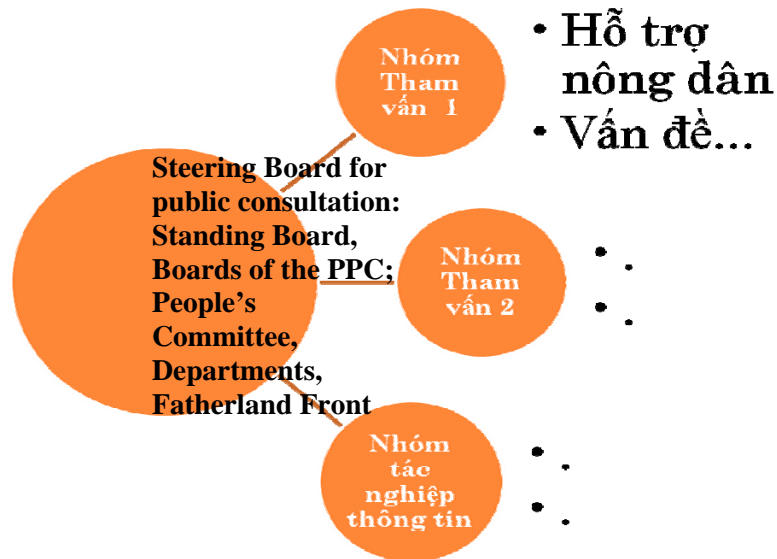 Nhóm
Tham
vấn 1
• Hỗ trợ
nông dân
• Vấn đề...
Steering Board for
public consultation:
Standing Board,
Boards of the PPC;
People’s
Committee,
Departments,
Fatherland Front
Nhóm
Tham
vấn 2
Nhóm
tác
nghiệp
thông tin